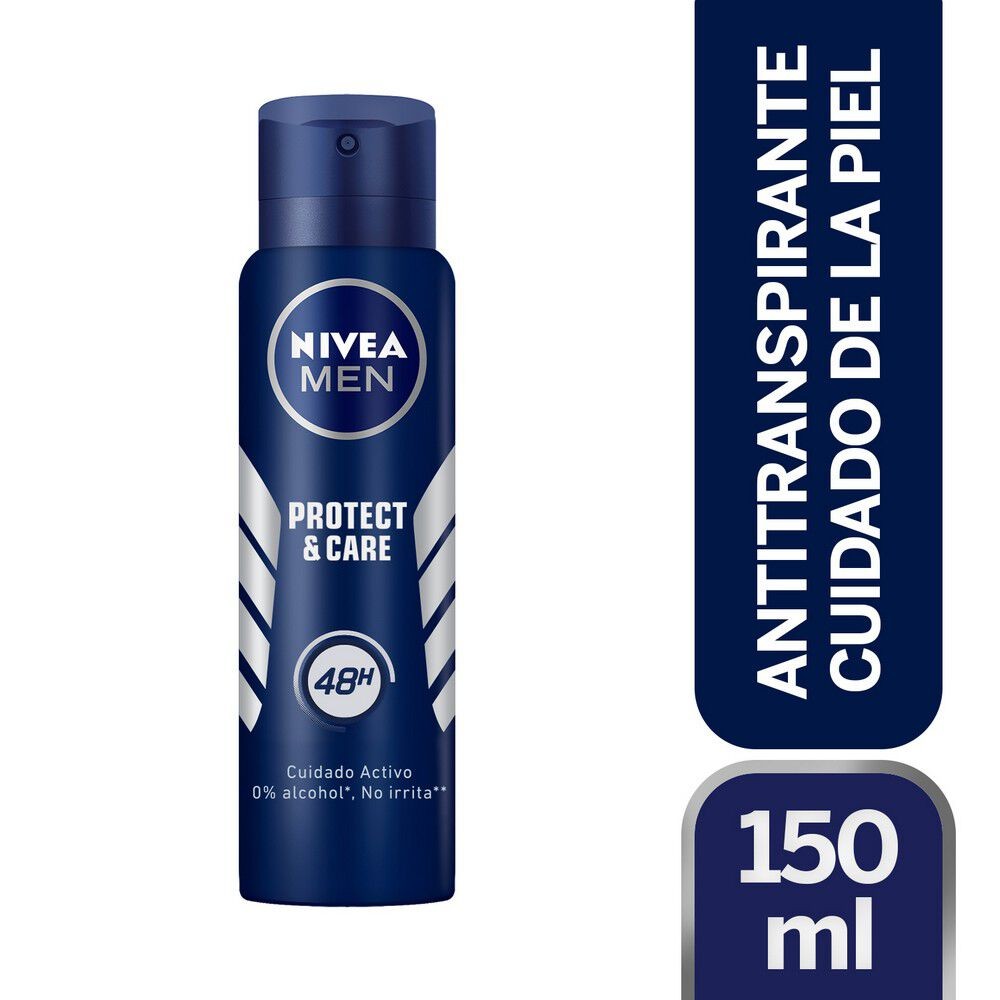 NIVEA
MEN
PROTECT
& CARE
48H
Cuidado Activo
0% alcohol*, No irrita**
ANTITRANSPIRANTE
CUIDADO DE LA PIEL
150
ml